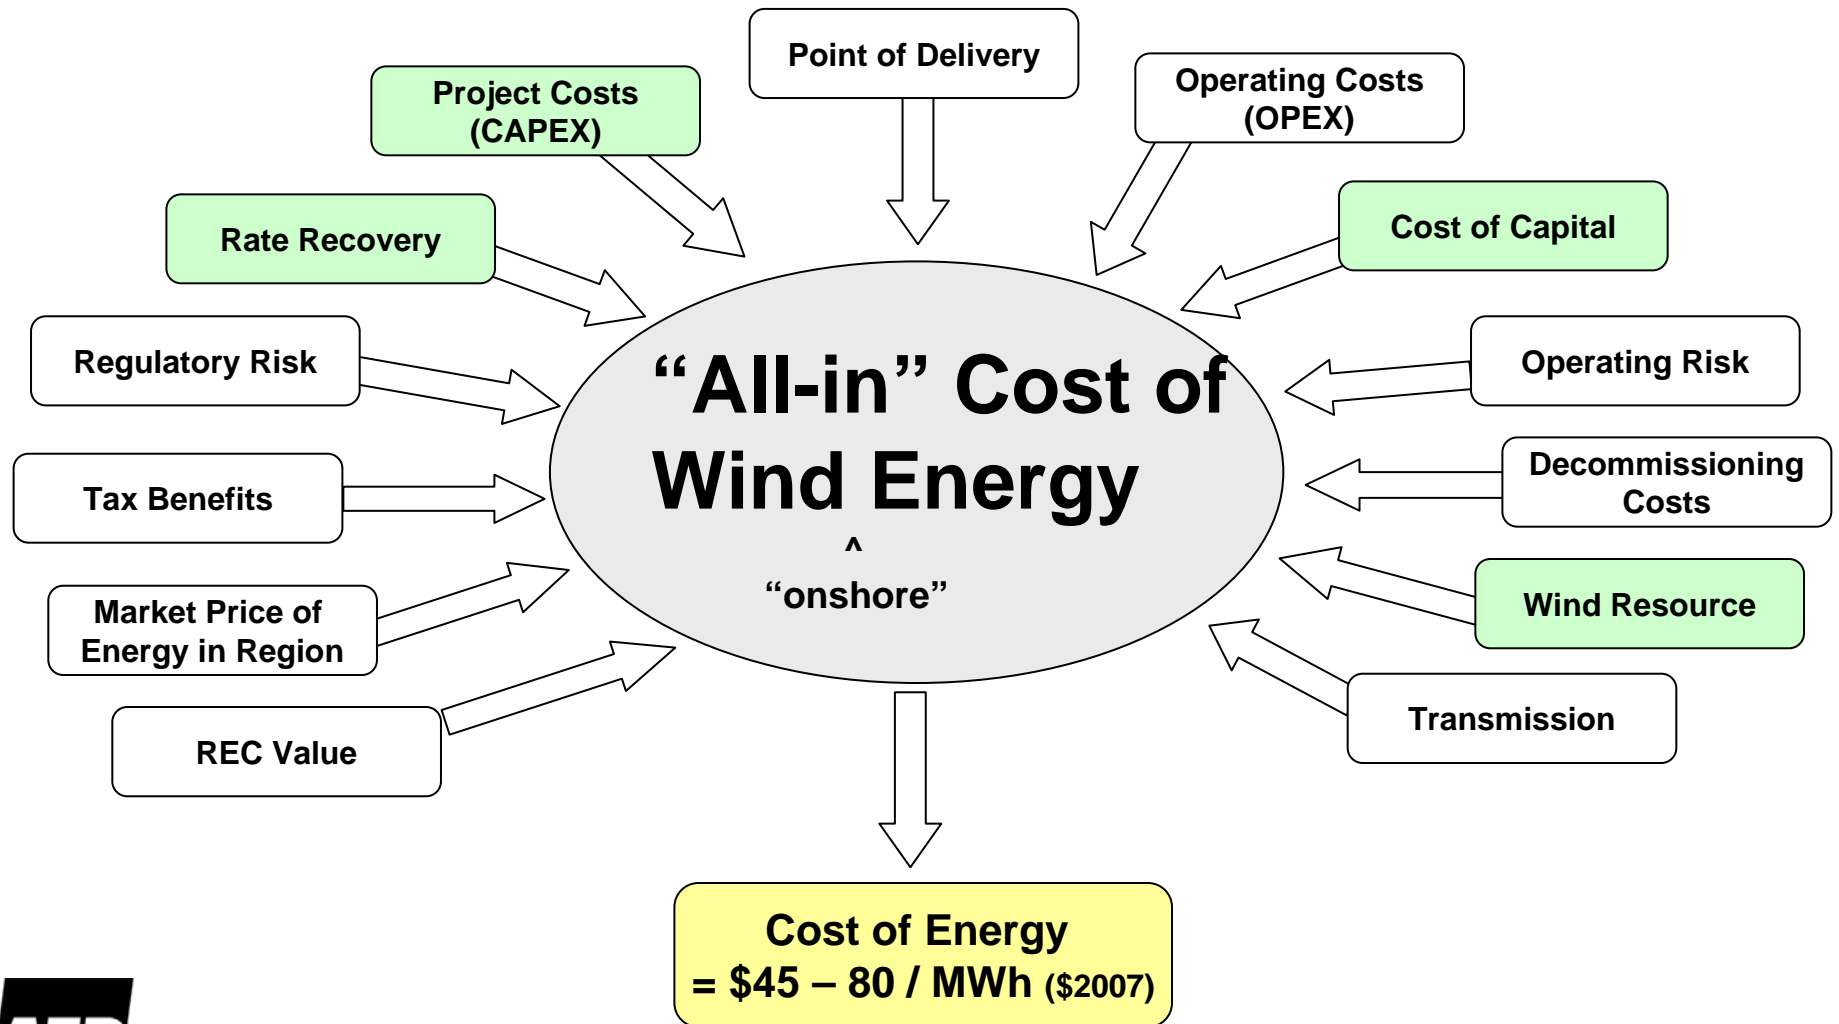 Point of Delivery
Project Costs
(CAPEX)
Operating Costs
(OPEX)
Rate Recovery
Cost of Capital
Regulatory Risk
Operating Risk
“All-in” Cost of
Wind Energy
^
“onshore”
Tax Benefits
Decommissioning
Costs
Market Price of
Energy in Region
Wind Resource
REC Value
Transmission
Cost of Energy
= $45 – 80 / MWh ($2007)